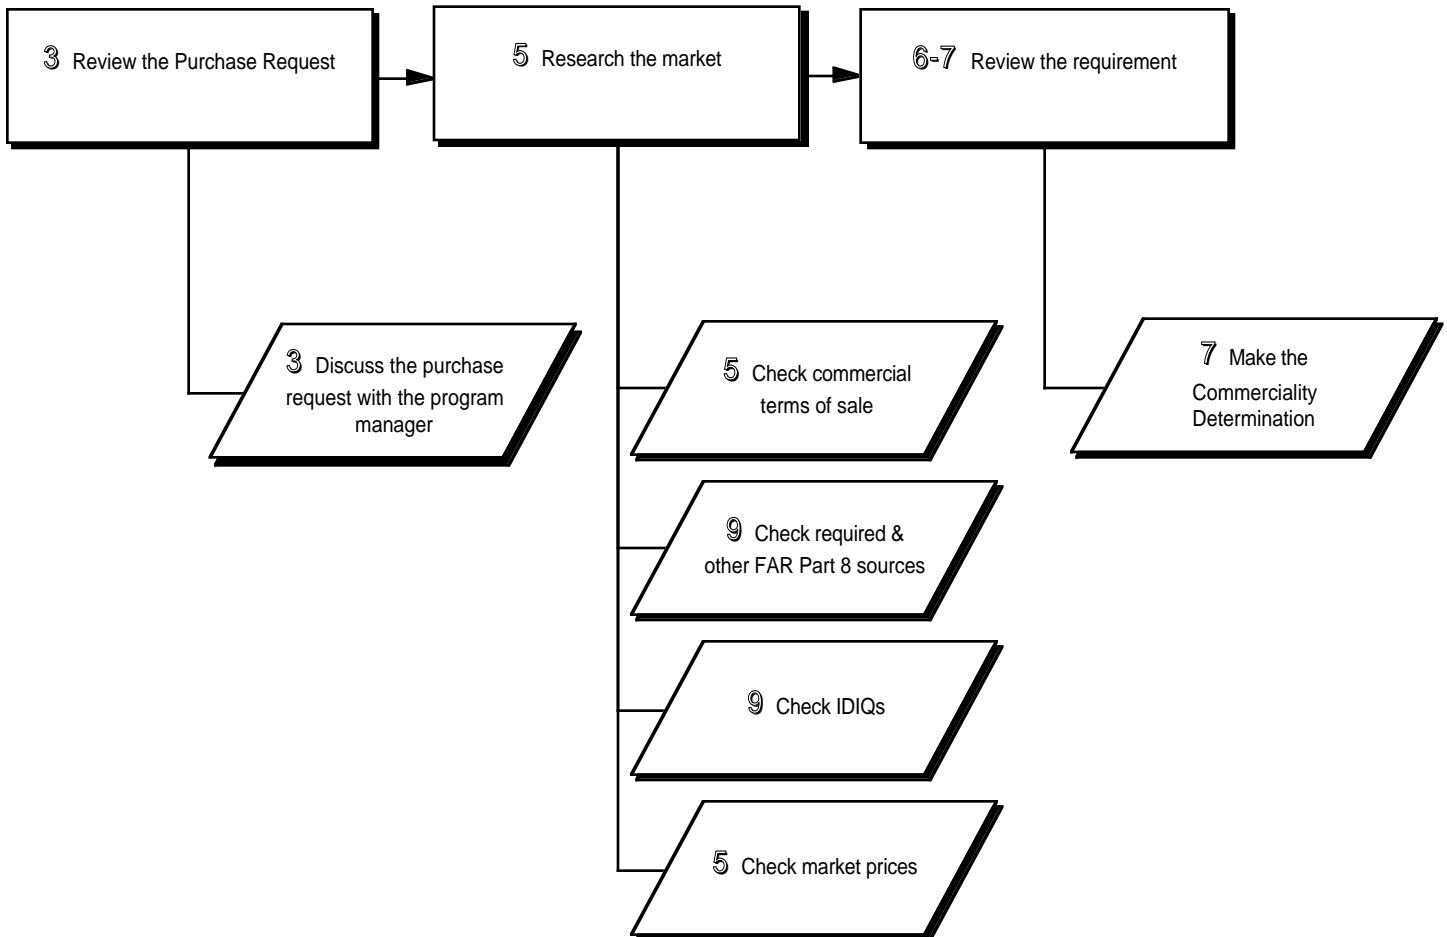 3 Review the Purchase Request
5 Research the market
6-7 Review the requirement
3 Discuss the purchase
request with the program
manager
5 Check commercial
terms of sale
7 Make the
Commerciality
Determination
9 Check required &
other FAR Part 8 sources
9 Check IDIQs
5 Check market prices